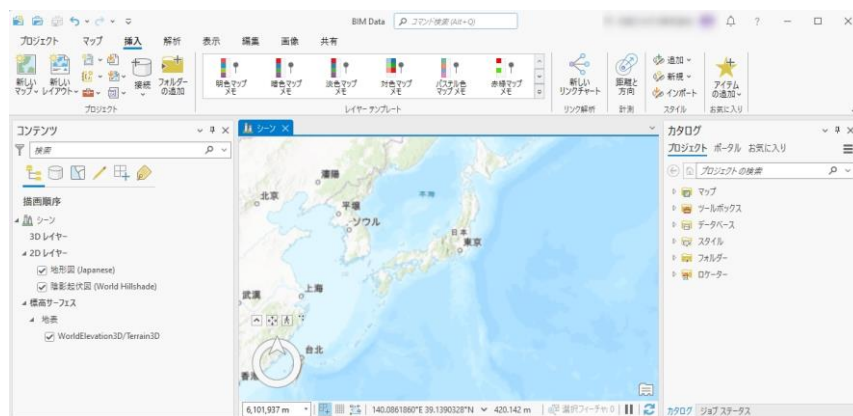 BIM Data
コマンド検索 (Alt+Q)
?
プロジェクト マップ 挿入 解析 表示 編集 画像 共有
新しい マップ
新しい レイアウト
接続
フォルダー の追加
プロジェクト
明色マップ メモ
暗色マップ メモ
淡色マップ メモ
対色マップ メモ
パステル色 マップ メモ
赤緑マップ メモ
レイヤー テンプレート
新しい リンク チャート
リンク解析
距離と 方向
計測
追加
新規
インポート
スタイル
アイテム の追加
お気に入り
コンテンツ
検索
描画順序
シーン
3D レイヤー
2D レイヤー
地形図 (Japanese)
陰影起伏図 (World Hillshade)
標高サーフェス
地表
WorldElevation3D/Terrain3D
シーン
瀋陽
北京
平壌
ソウル
日本
東京
上海
武漢
台北
6,101,937 m
140.0861860°E 39.1390328°N
420.142 m
選択フィーチャ: 0
カタログ
プロジェクト ポータル お気に入り
プロジェクトの検索
マップ
ツールボックス
データベース
スタイル
フォルダー
ロケーター
カタログ ジョブ ステータス